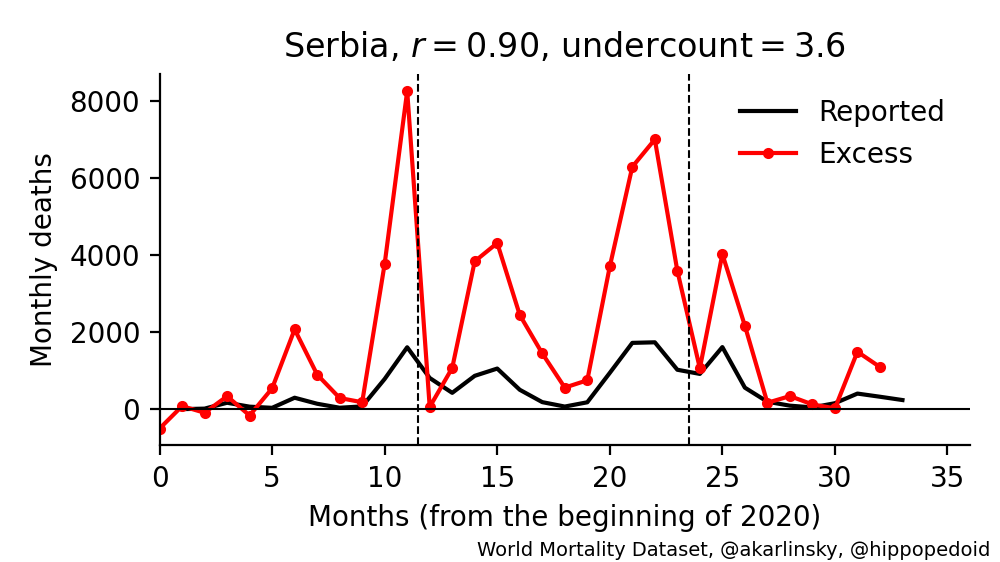 Serbia, r = 0.90, undercount = 3.6
Reported
Excess
Monthly deaths
8000
6000
4000
2000
0
0 5 10 15 20 25 30 35
Months (from the beginning of 2020)
World Mortality Dataset, @akarlinsky, @hippopedoid